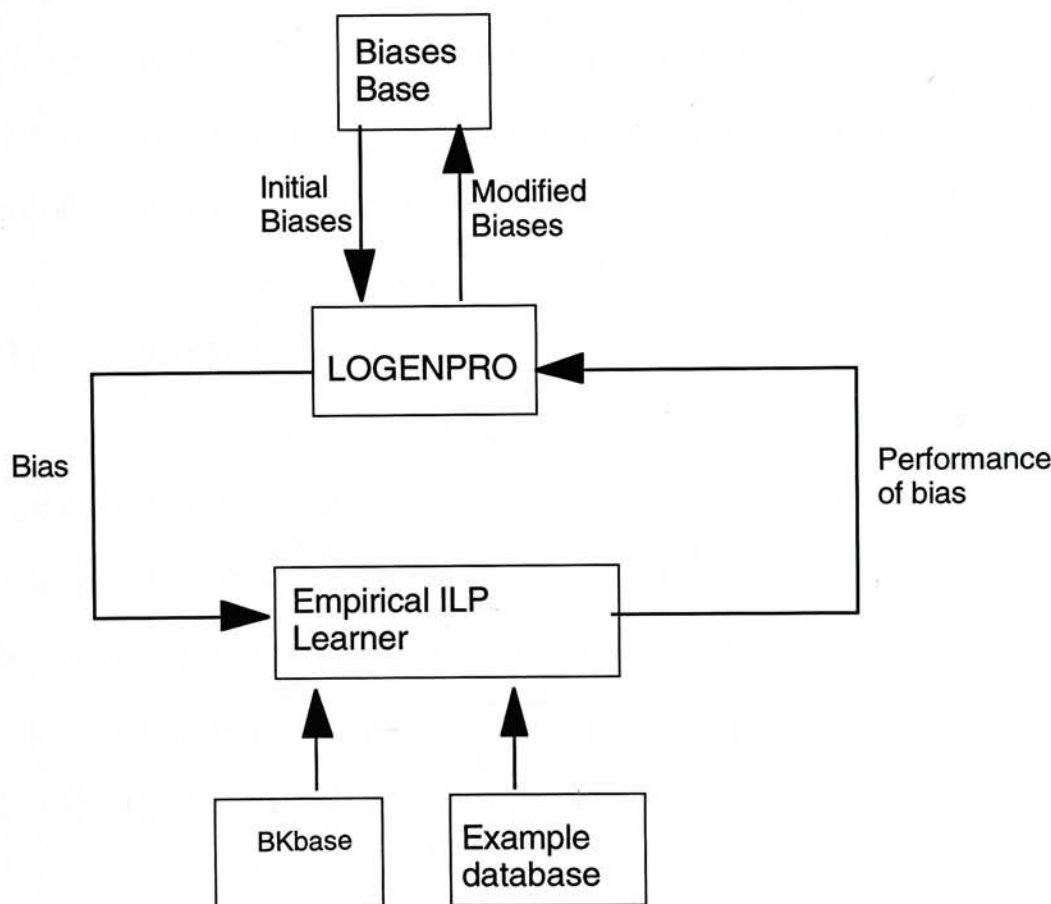 Biases
Base
Initial
Biases
Modified
Biases
LOGENPRO
Bias
Performance
of bias
Empirical ILP
Learner
BKbase
Example
database